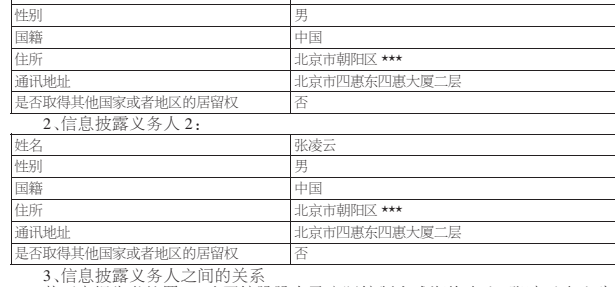 性别 男
国籍 中国
住所 北京市朝阳区 ***
通讯地址 北京市四惠东四惠大厦二层
是否取得其他国家或者地区的居留权 否
2、信息披露义务人 2：
姓名 张凌云
性别 男
国籍 中国
住所 北京市朝阳区 ***
通讯地址 北京市四惠东四惠大厦二层
是否取得其他国家或者地区的居留权 否
3、信息披露义务人之间的关系